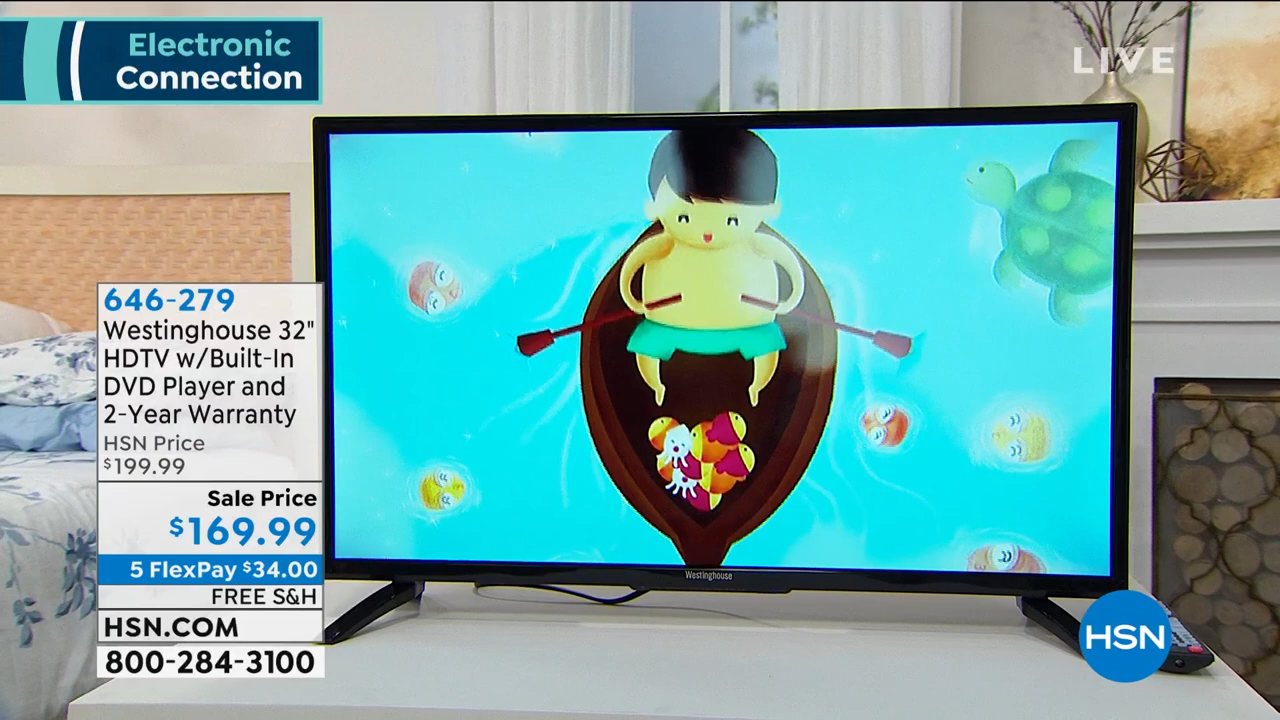 Electronic
Connection
LIVE
646-279
Westinghouse 32"
HDTV w/Built-In
DVD Player and
2-Year Warranty
HSN Price
$199.99
Sale Price
$169.99
5 FlexPay $34.00
FREE S&H
HSN.COM
800-284-3100
Westinghouse
HSN